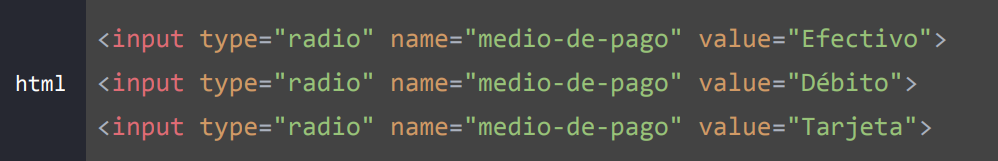 <input type="radio" name="medio-de-pago" value="Efectivo">
html
<input type="radio" name="medio-de-pago" value="Débito">
<input type="radio" name="medio-de-pago" value="Tarjeta">